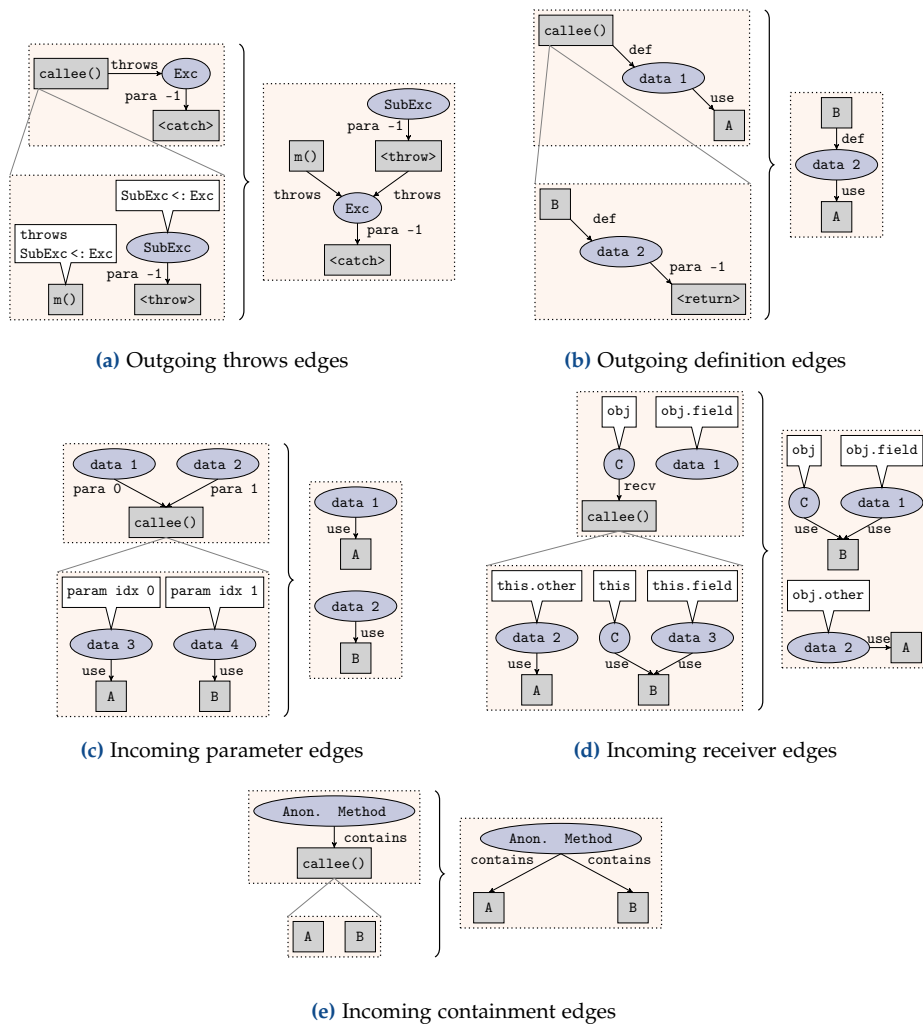 callee()
throws
Exc
para -1
<catch>
SubExc <: Exc
throws
SubExc <: Exc
SubExc
para -1
m()
<throw>
SubExc
para -1
m()
<throw>
throws
throws
Exc
para -1
<catch>
(a) Outgoing throws edges
callee()
def
data 1
use
A
B
def
data 2
para -1
<return>
B
def
data 2
use
A
(b) Outgoing definition edges
data 1
data 2
para 0
para 1
callee()
param idx 0
param idx 1
data 3
data 4
use
use
A
B
data 1
use
A
data 2
use
B
(c) Incoming parameter edges
obj
obj.field
C
data 1
recv
callee()
this.other
this
this.field
data 2
C
data 3
use
use
use
A
B
obj
obj.field
C
data 1
use
use
B
obj.other
data 2
use
A
(d) Incoming receiver edges
Anon. Method
contains
callee()
A
B
Anon. Method
contains
contains
A
B
(e) Incoming containment edges